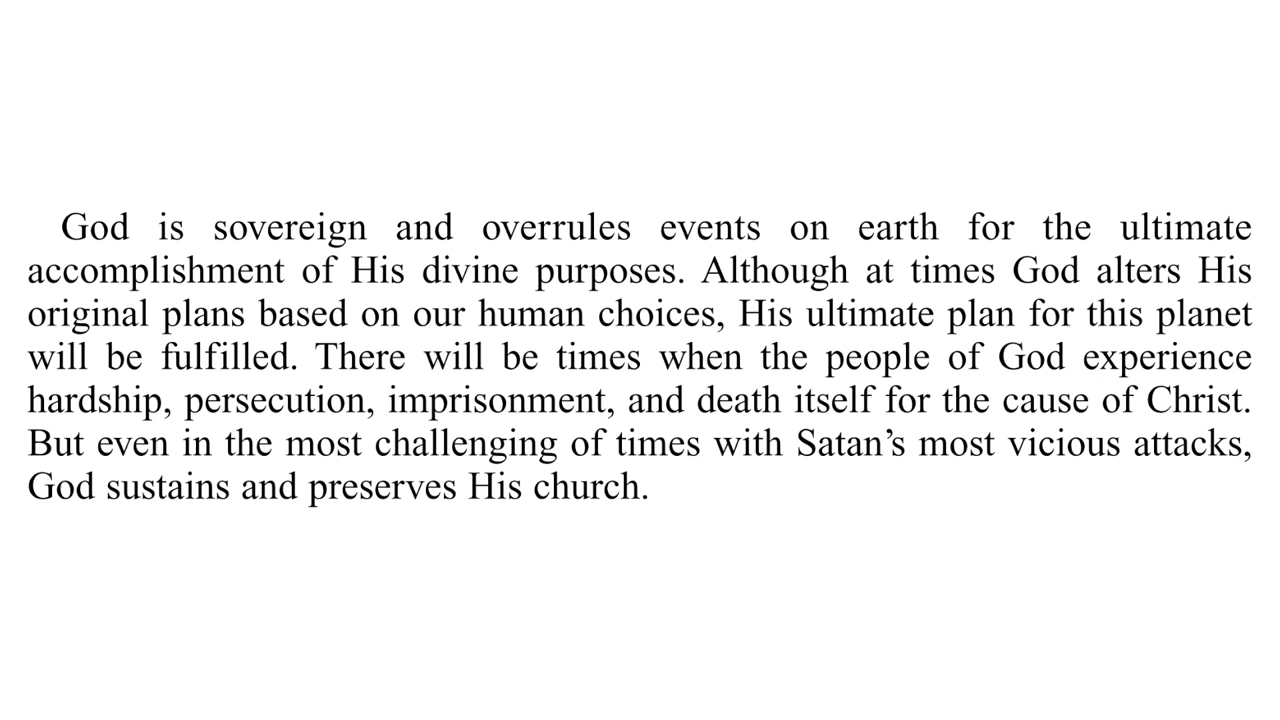 God is sovereign and overrules events on earth for the ultimate
accomplishment of His divine purposes. Although at times God alters His
original plans based on our human choices, His ultimate plan for this planet
will be fulfilled. There will be times when the people of God experience
hardship, persecution, imprisonment, and death itself for the cause of Christ.
But even in the most challenging of times with Satan’s most vicious attacks,
God sustains and preserves His church.